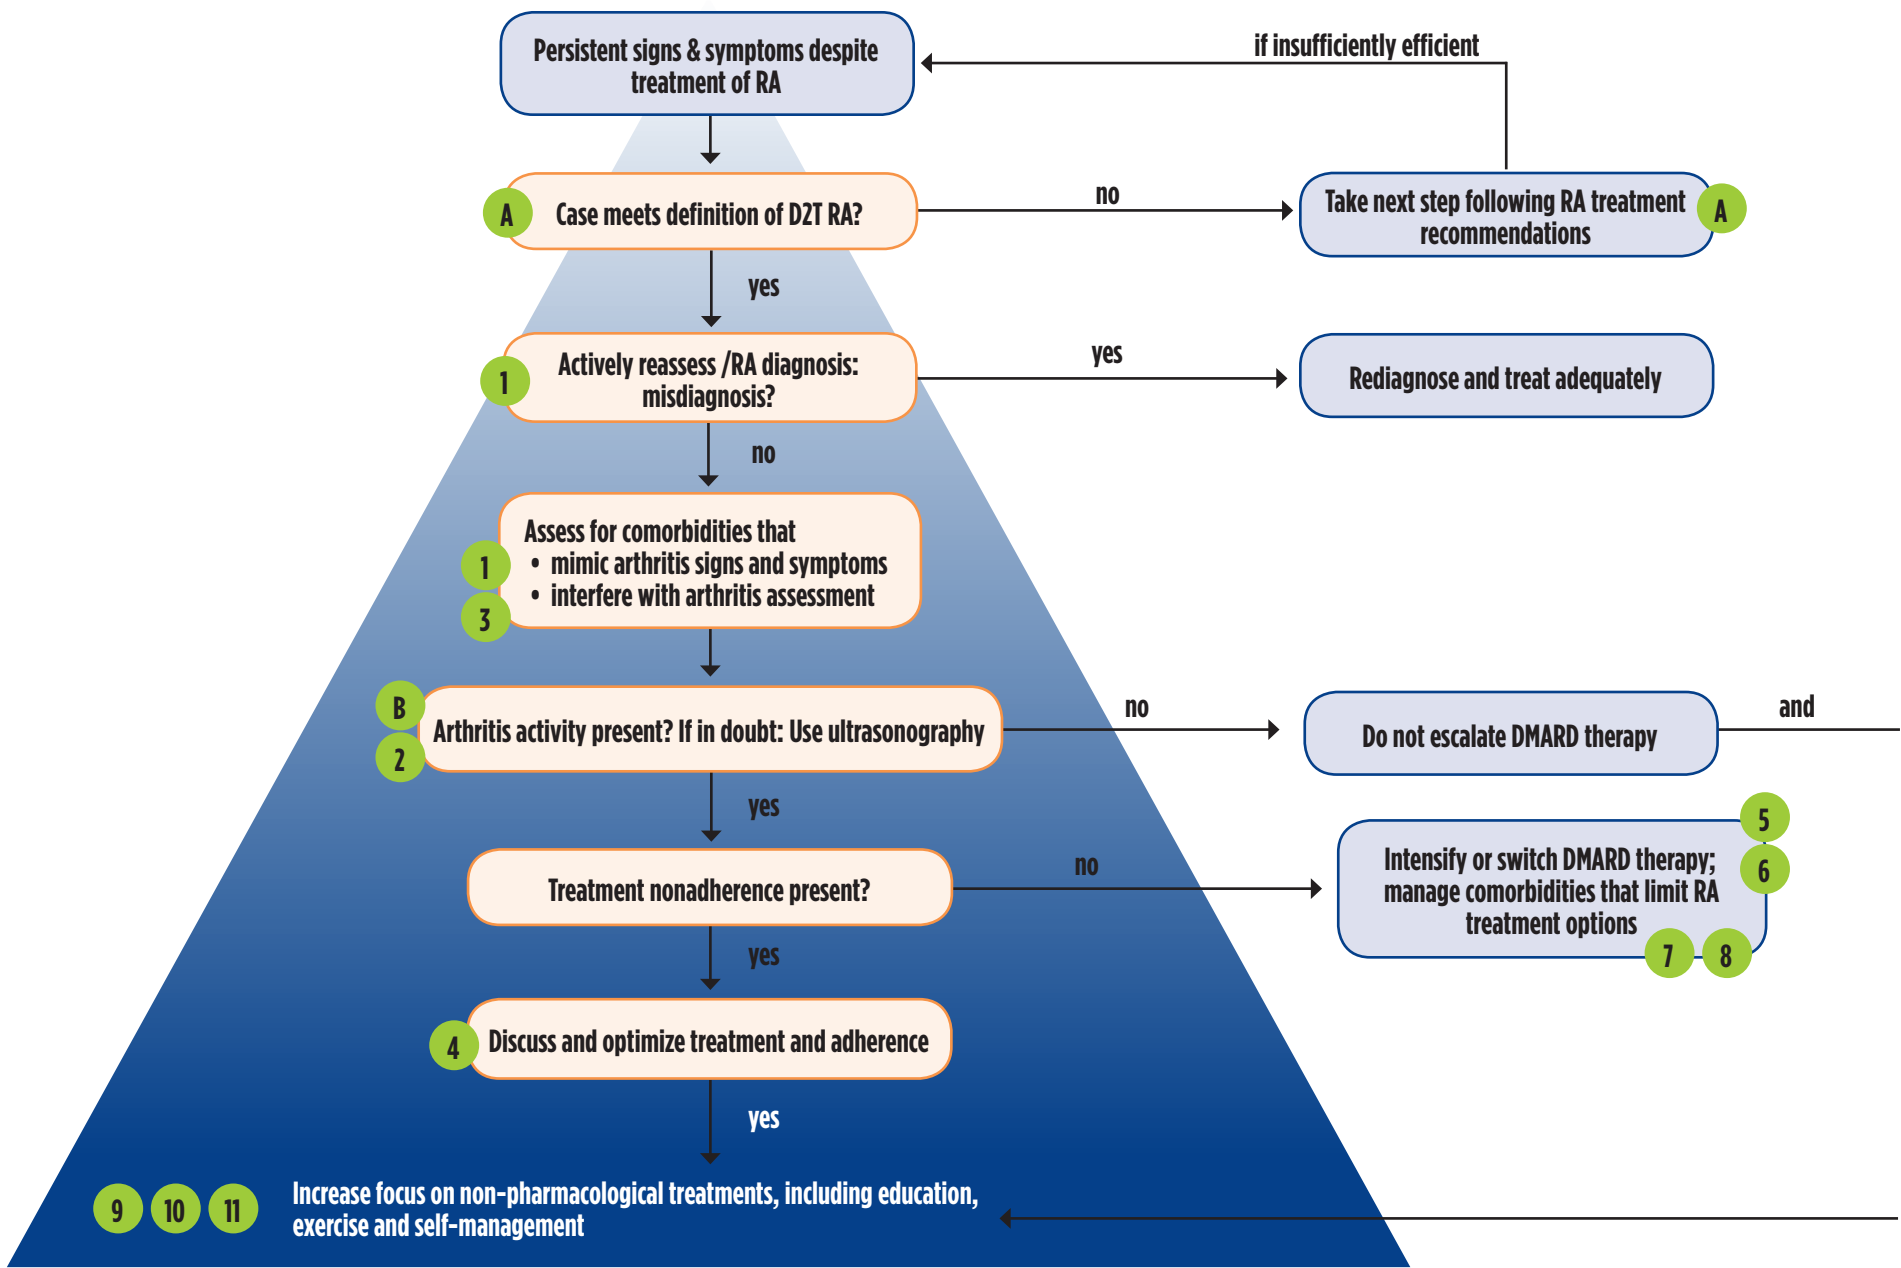 Persistent signs & symptoms despite
treatment of RA
if insufficiently efficient
A
Case meets definition of D2T RA?
no
Take next step following RA treatment
recommendations
A
yes
1
Actively reassess /RA diagnosis:
misdiagnosis?
yes
Rediagnose and treat adequately
no
Assess for comorbidities that
• mimic arthritis signs and symptoms
• interfere with arthritis assessment
1
3
B
2
Arthritis activity present? If in doubt: Use ultrasonography
no
Do not escalate DMARD therapy
and
yes
Treatment nonadherence present?
no
Intensify or switch DMARD therapy;
manage comorbidities that limit RA
treatment options
5
6
7
8
yes
4
Discuss and optimize treatment and adherence
yes
9
10
11
Increase focus on non-pharmacological treatments, including education,
exercise and self-management